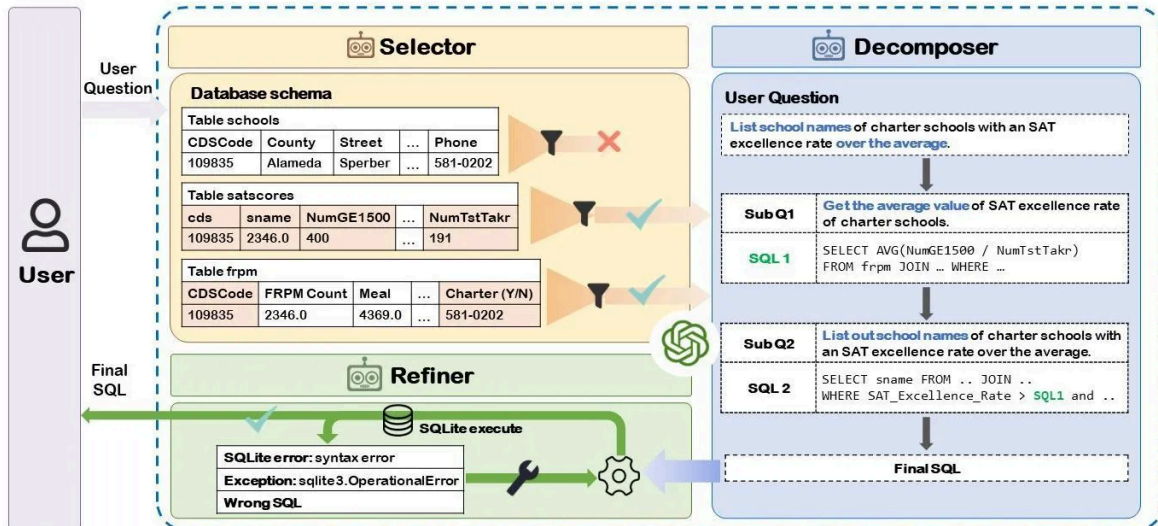 User
Question
User
Final
SQL
Selector
Database schema
Table schools
CDSCode County Street ... Phone
109835 Alameda Sperber ... 581-0202
Table satscores
cds sname NumGE1500 ... NumTstTakr
109835 2346.0 400 ... 191
Table frpm
CDSCode FRPM Count Meal ... Charter (Y/N)
109835 2346.0 4369.0 ... 581-0202
Refiner
SQLite execute
SQLite error: syntax error
Exception: sqlite3.OperationalError
Wrong SQL
Decomposer
User Question
List school names of charter schools with an SAT
excellence rate over the average.
Sub Q1
Get the average value of SAT excellence rate
of charter schools.
SQL 1
SELECT AVG(NumGE1500 / NumTstTakr)
FROM frpm JOIN … WHERE …
Sub Q2
List out school names of charter schools with
an SAT excellence rate over the average.
SQL 2
SELECT sname FROM .. JOIN ..
WHERE SAT_Excellence_Rate > SQL1 and ..
Final SQL